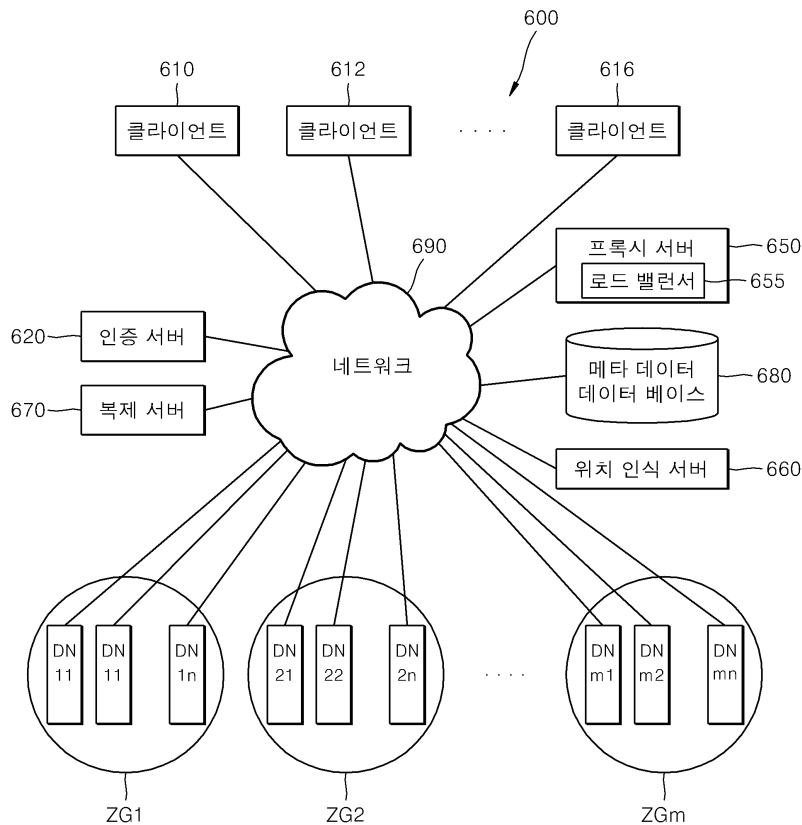 600
610
612
616
클라이언트
클라이언트
· · · ·
클라이언트
690
프록시 서버
650
로드 밸런서
655
620
인증 서버
네트워크
메타 데이터
데이터 베이스
680
670
복제 서버
위치 인식 서버
660
DN
11
DN
11
DN
1n
DN
21
DN
22
DN
2n
· · · ·
DN
m1
DN
m2
DN
mn
ZG1
ZG2
ZGm